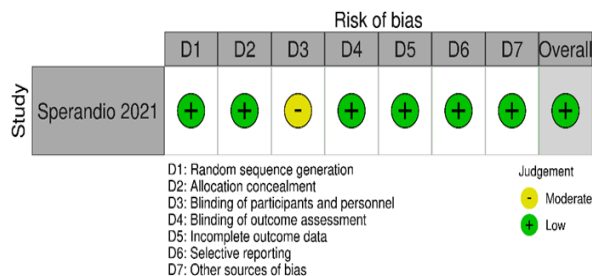 Risk of bias
D1 D2 D3 D4 D5 D6 D7 Overall
Study
Sperandio 2021 + + - + + + + +
D1: Random sequence generation
D2: Allocation concealment
D3: Blinding of participants and personnel
D4: Blinding of outcome assessment
D5: Incomplete outcome data
D6: Selective reporting
D7: Other sources of bias
Judgement
- Moderate
+ Low